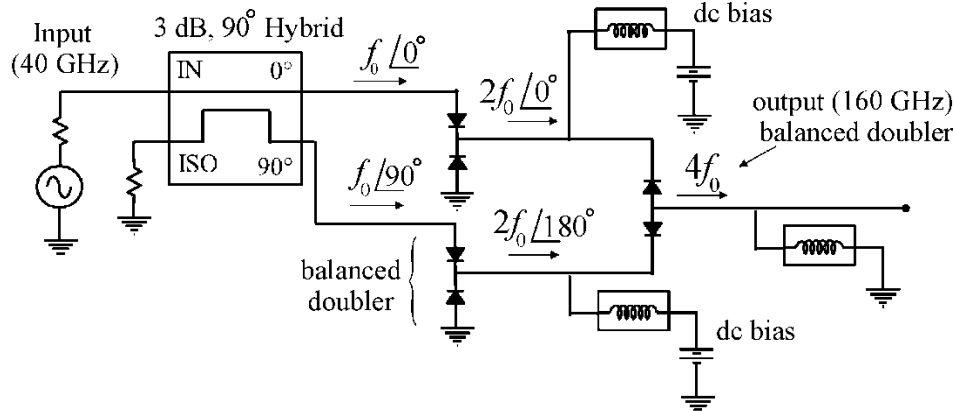 Input
(40 GHz)
3 dB, 90° Hybrid
IN
0°
ISO
90°
f₀/0°
f₀/90°
2f₀/0°
2f₀/180°
dc bias
output (160 GHz)
balanced doubler
4f₀
balanced
doubler
dc bias